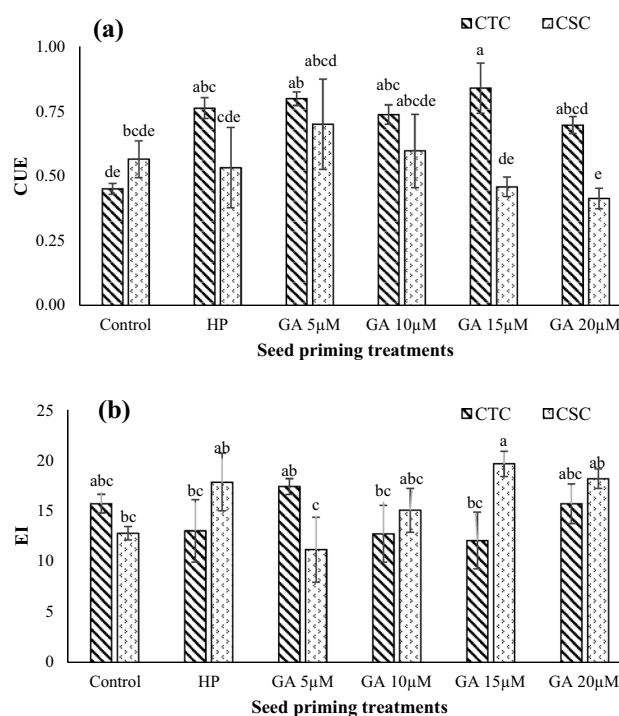 (a)
CTC CSC
1.00
0.75
0.50
0.25
0.00
CUE
de bcde abc cde ab abcd abc abcde a de abcd e
Control HP GA 5µM GA 10µM GA 15µM GA 20µM
Seed priming treatments
(b)
CTC CSC
25
20
15
10
5
0
EI
abc bc bc ab ab c bc abc bc a abc ab
Control HP GA 5µM GA 10µM GA 15µM GA 20µM
Seed priming treatments